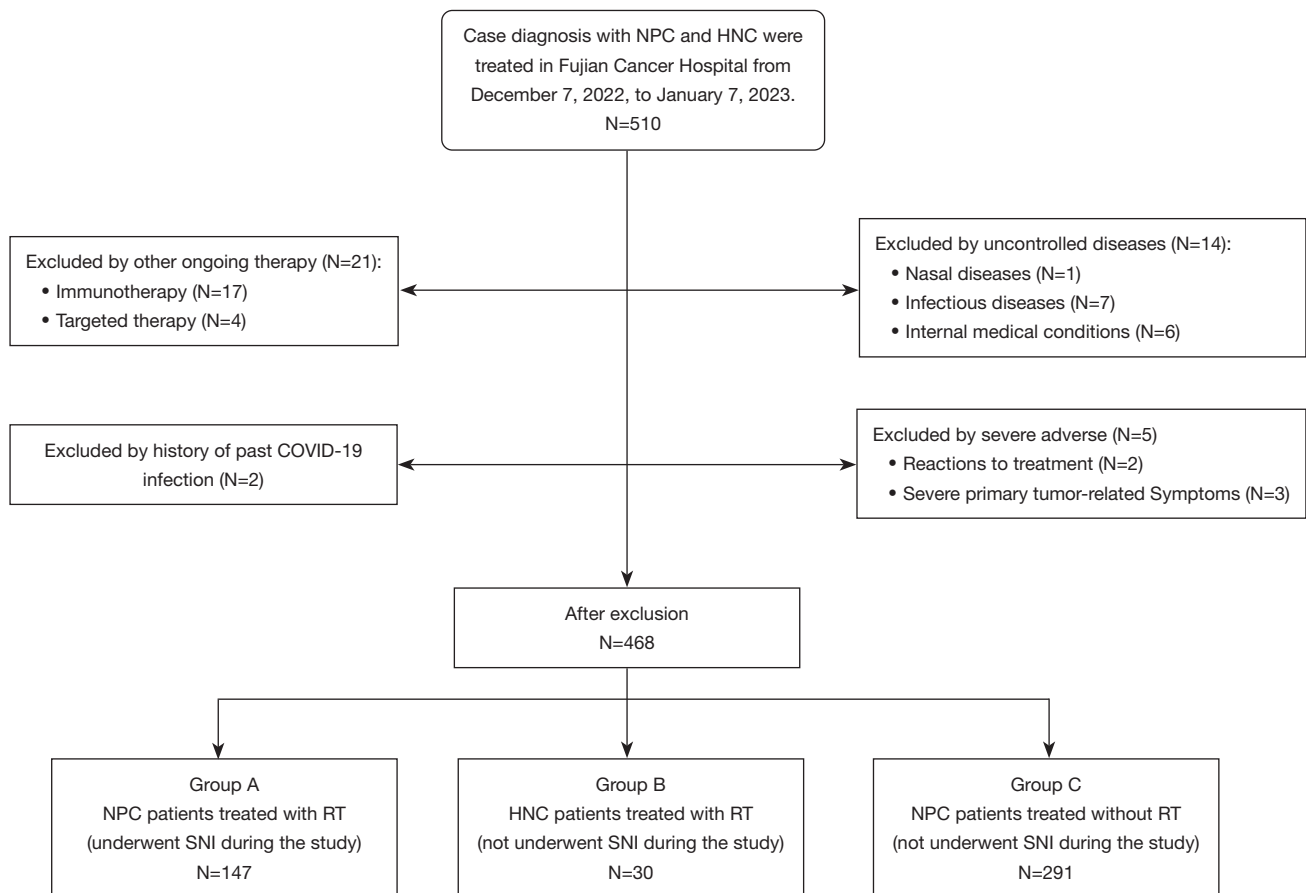 Case diagnosis with NPC and HNC were
treated in Fujian Cancer Hospital from
December 7, 2022, to January 7, 2023.
N=510
Excluded by other ongoing therapy (N=21):
• Immunotherapy (N=17)
• Targeted therapy (N=4)
Excluded by uncontrolled diseases (N=14):
• Nasal diseases (N=1)
• Infectious diseases (N=7)
• Internal medical conditions (N=6)
Excluded by history of past COVID-19
infection (N=2)
Excluded by severe adverse (N=5)
• Reactions to treatment (N=2)
• Severe primary tumor-related Symptoms (N=3)
After exclusion
N=468
Group A
NPC patients treated with RT
(underwent SNI during the study)
N=147
Group B
HNC patients treated with RT
(not underwent SNI during the study)
N=30
Group C
NPC patients treated without RT
(not underwent SNI during the study)
N=291